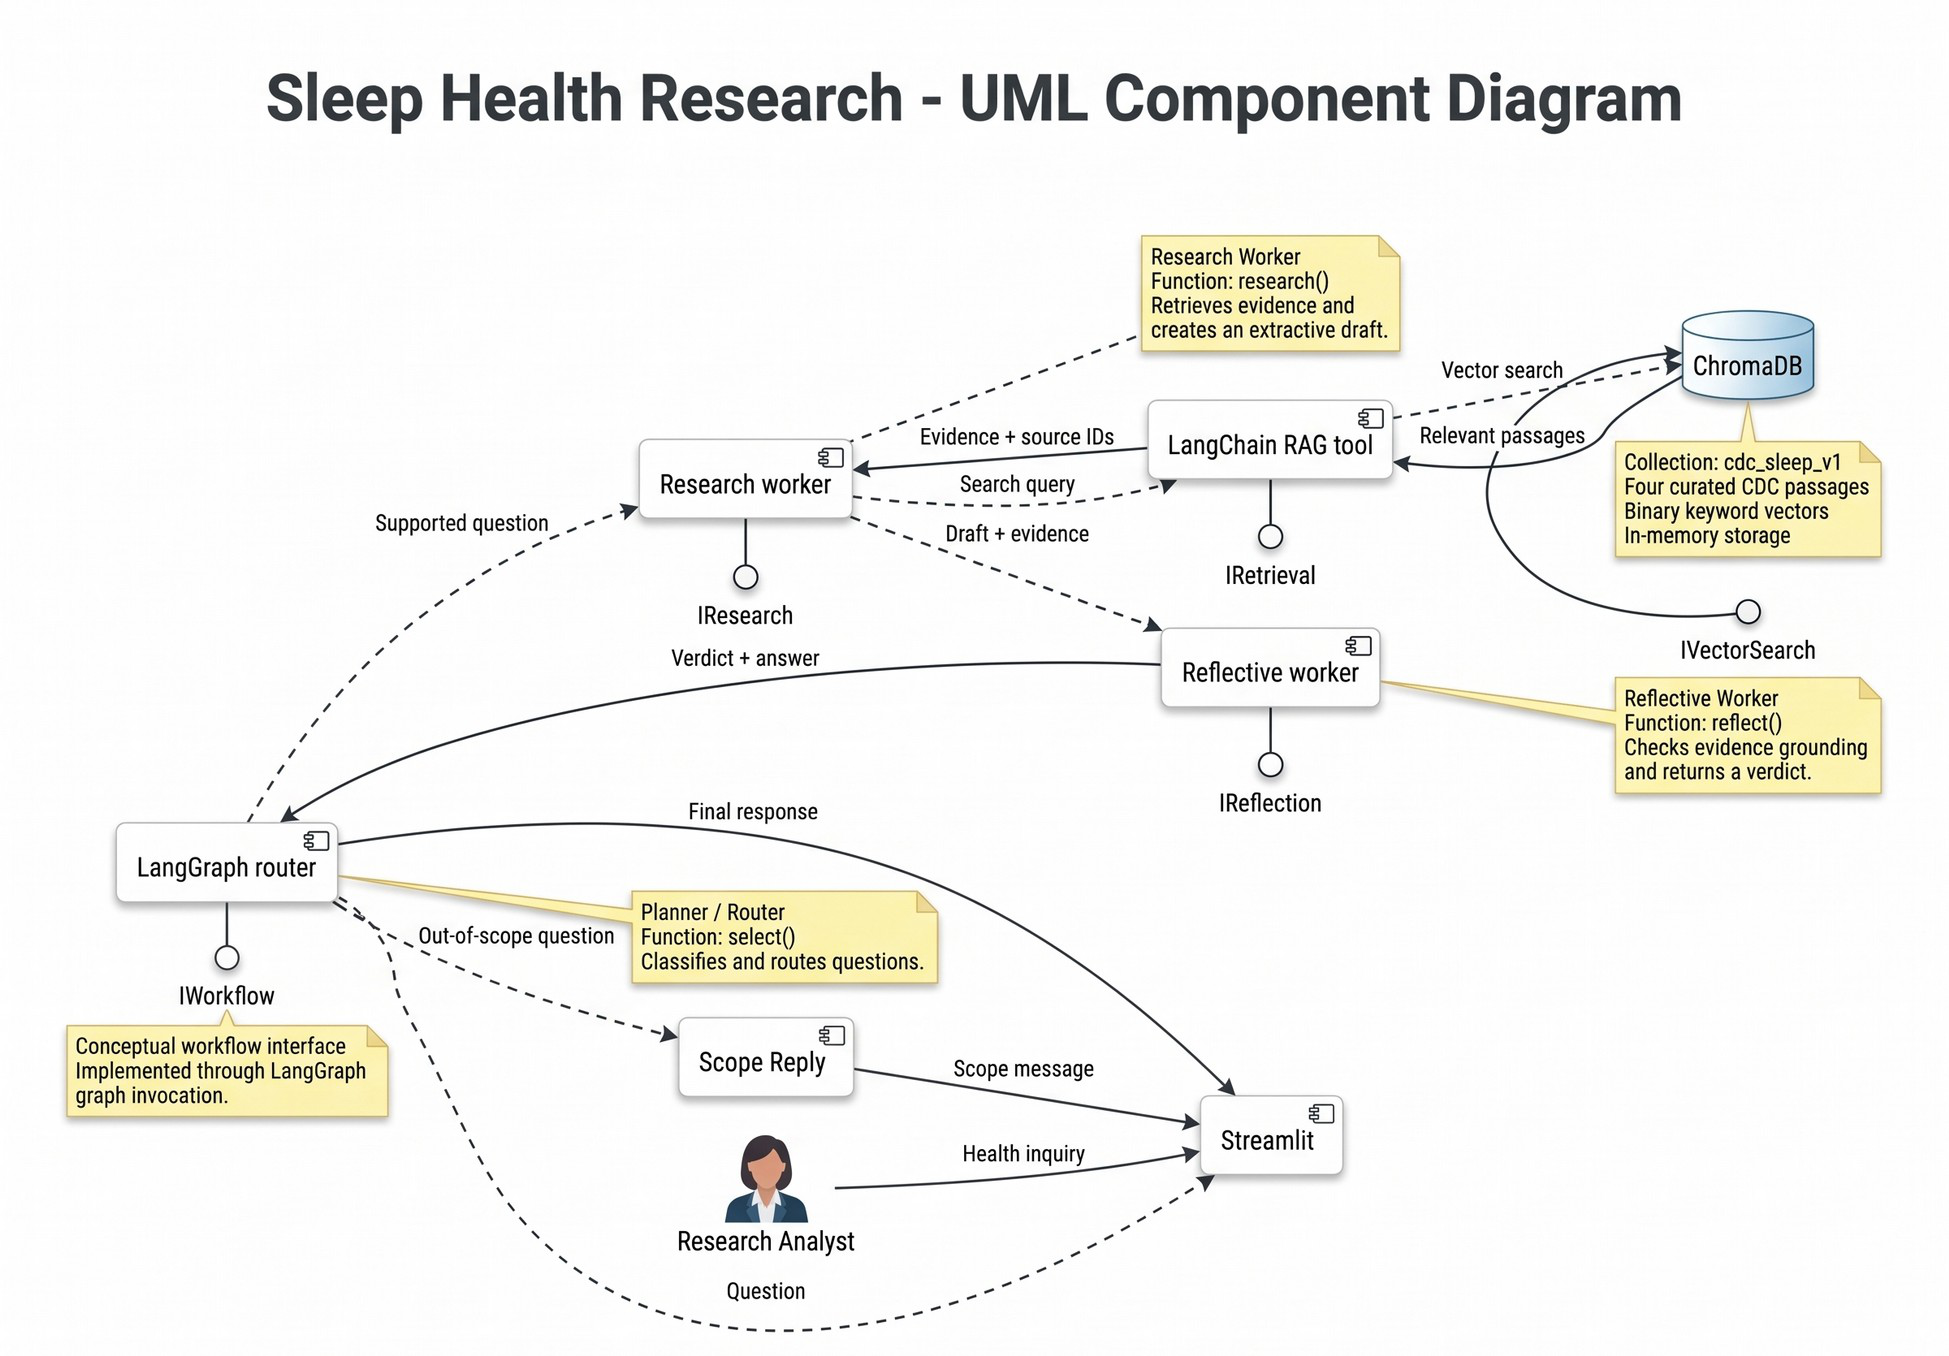 Sleep Health Research - UML Component Diagram
Research Worker
Function: research()
Retrieves evidence and
creates an extractive draft.
Vector search
ChromaDB
Evidence + source IDs
LangChain RAG tool
Relevant passages
Collection: cdc_sleep_v1
Four curated CDC passages
Binary keyword vectors
In-memory storage
Research worker
Search query
Supported question
Draft + evidence
IRetrieval
IResearch
IVectorSearch
Verdict + answer
Reflective worker
Reflective Worker
Function: reflect()
Checks evidence grounding
and returns a verdict.
IReflection
Final response
LangGraph router
Planner / Router
Function: select()
Classifies and routes questions.
Out-of-scope question
IWorkflow
Conceptual workflow interface
Implemented through LangGraph
graph invocation.
Scope Reply
Scope message
Streamlit
Health inquiry
Research Analyst
Question